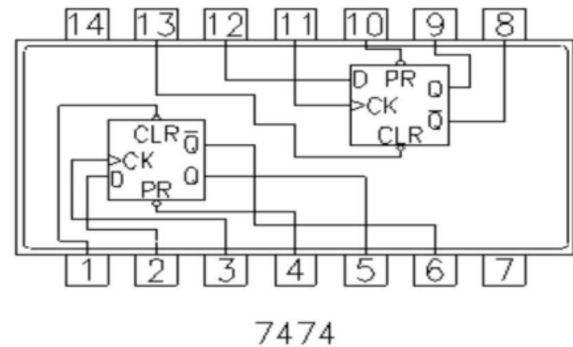 14 13 12 11 10 9 8
D PR Q
CK
CLR Q̅
CLR Q̅
CK
D Q
PR
1 2 3 4 5 6 7
7474